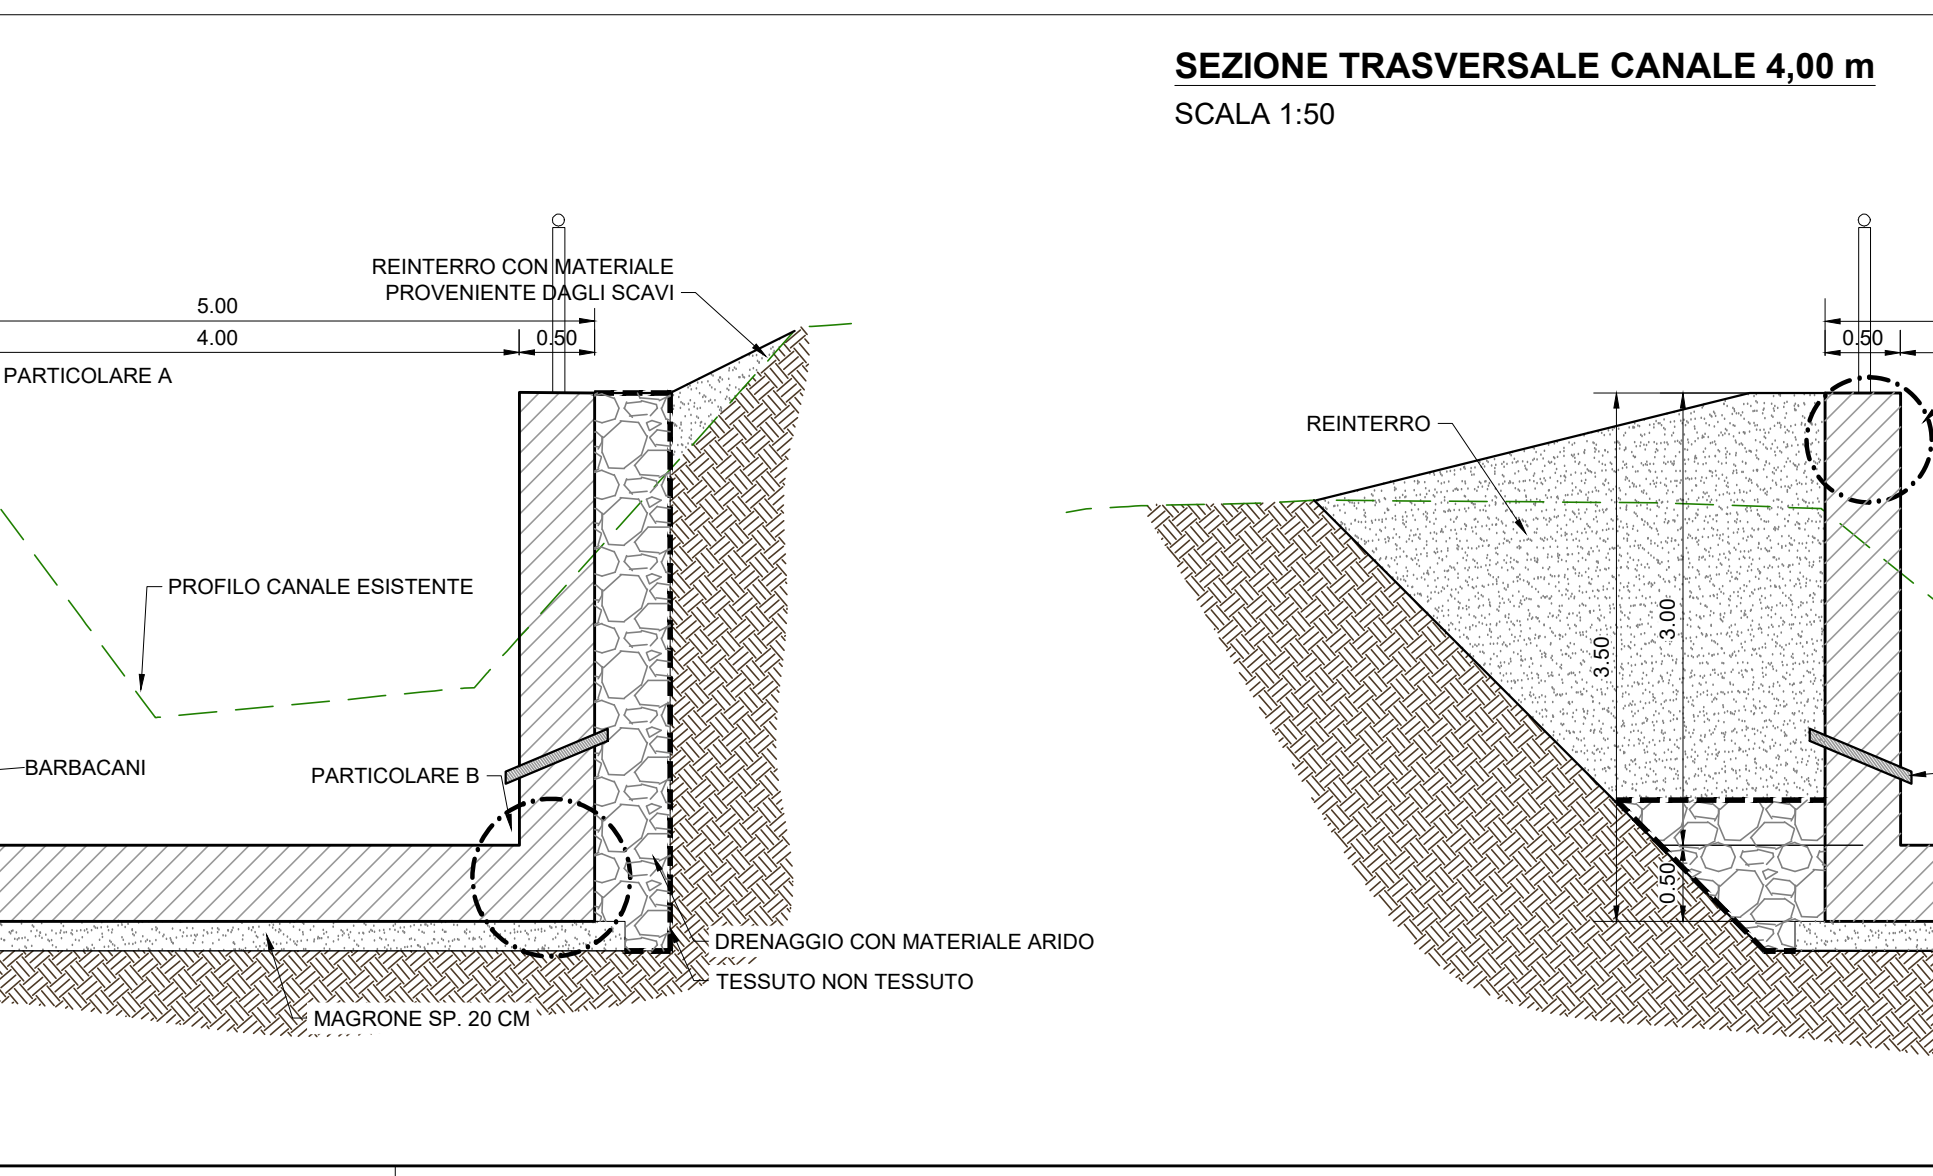 SEZIONE TRASVERSALE CANALE 4,00 m
SCALA 1:50
REINTERRO CON MATERIALE
PROVENIENTE DAGLI SCAVI
5.00
4.00
0.50
PARTICOLARE A
PROFILO CANALE ESISTENTE
BARBACANI
PARTICOLARE B
DRENAGGIO CON MATERIALE ARIDO
TESSUTO NON TESSUTO
MAGRONE SP. 20 CM
0.50
REINTERRO
3.50
3.00
0.50